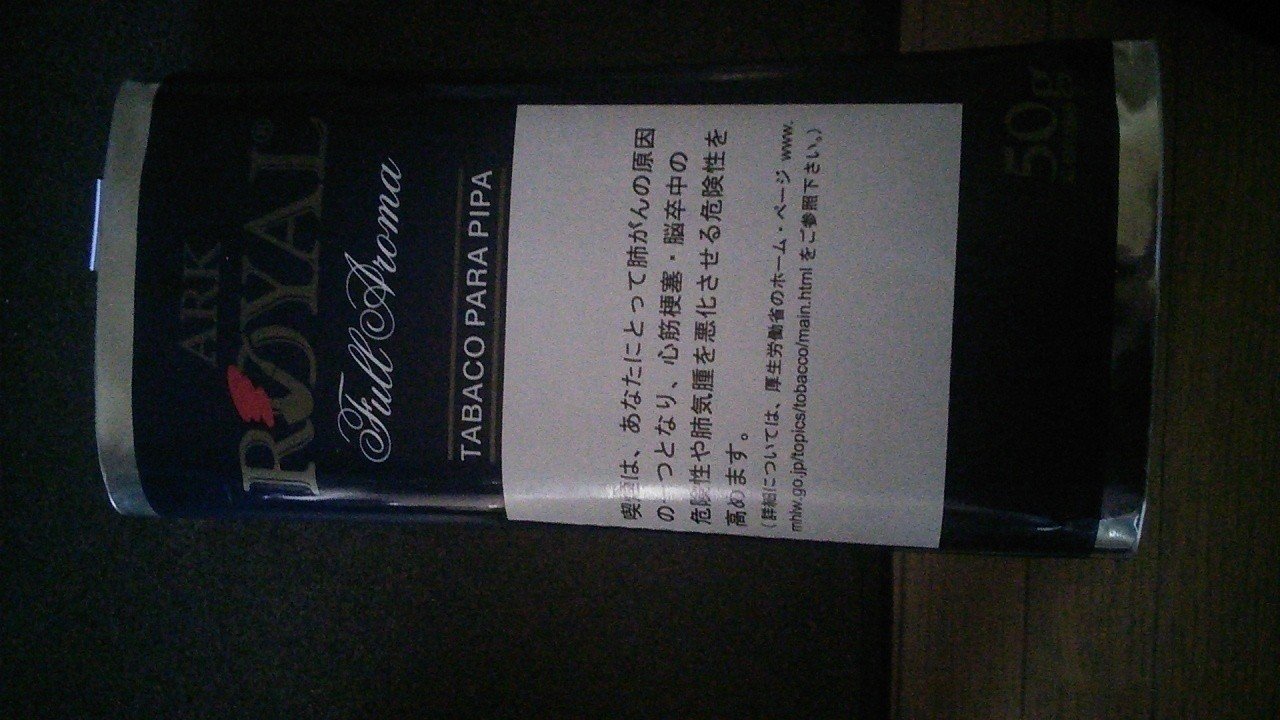 ARK
ROYAL®
Full Aroma
TABACO PARA PIPA
喫煙は、あなたにとって肺がんの原因
の一つとなり、心筋梗塞・脳卒中の
危険性や肺気腫を悪化させる危険性を
高めます。
(詳細については、厚生労働省のホーム・ページ www.
mhlw.go.jp/topics/tobacco/main.html をご参照下さい。)
50g